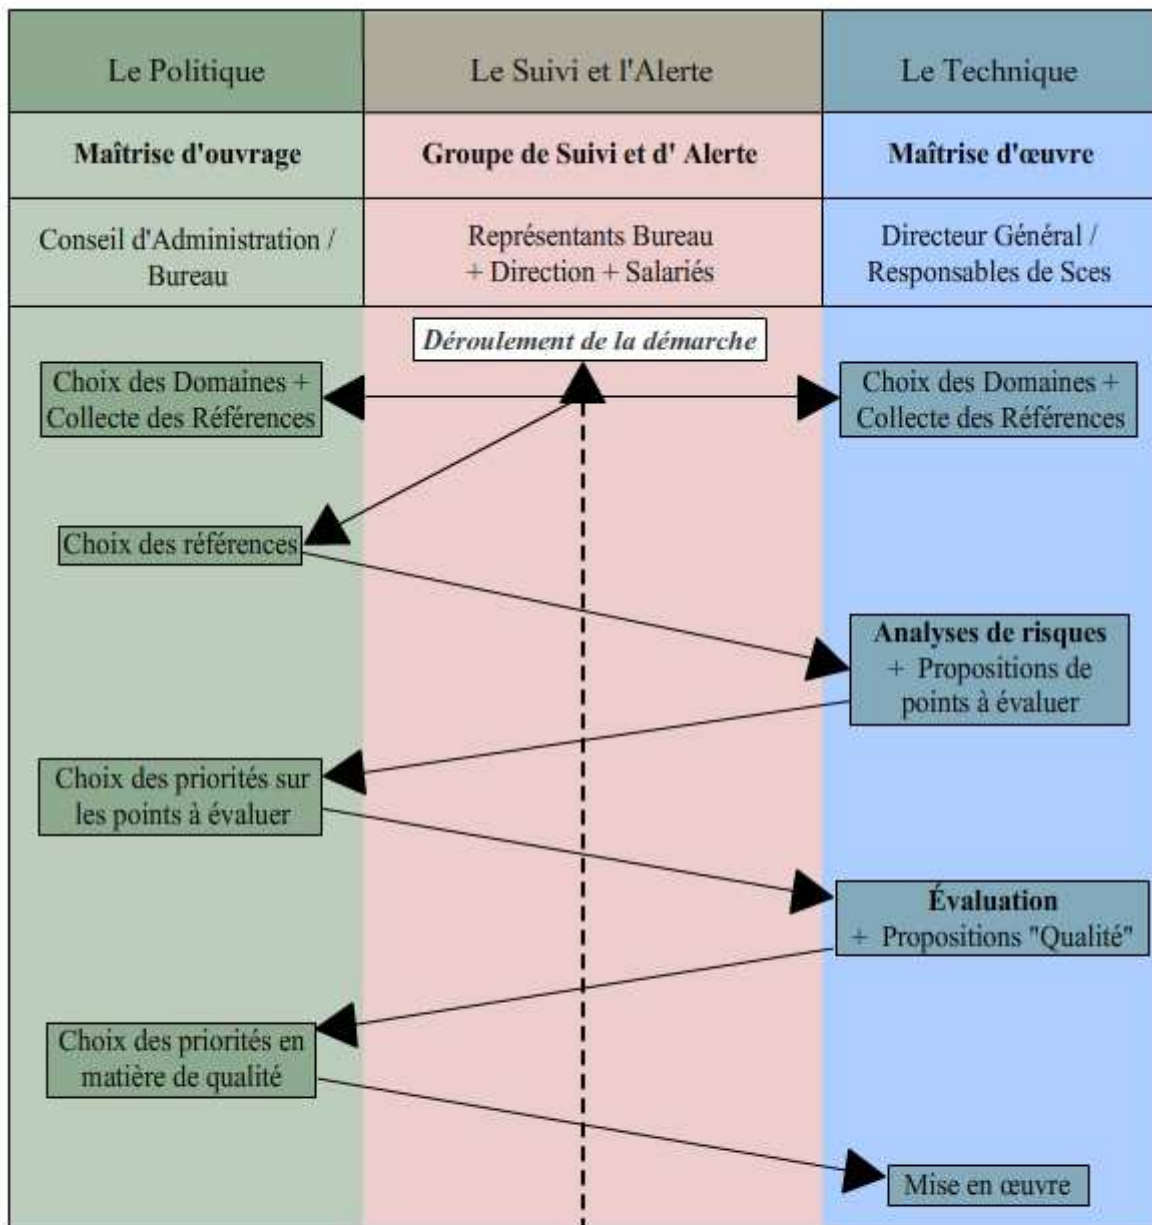 Le Politique
Le Suivi et l'Alerte
Le Technique
Maîtrise d'ouvrage
Groupe de Suivi et d' Alerte
Maîtrise d'œuvre
Conseil d'Administration /
Bureau
Représentants Bureau
+ Direction + Salariés
Directeur Général /
Responsables de Sces
Déroulement de la démarche
Choix des Domaines +
Collecte des Références
Choix des Domaines +
Collecte des Références
Choix des références
Analyses de risques
+ Propositions de
points à évaluer
Choix des priorités sur
les points à évaluer
Évaluation
+ Propositions "Qualité"
Choix des priorités en
matière de qualité
Mise en œuvre